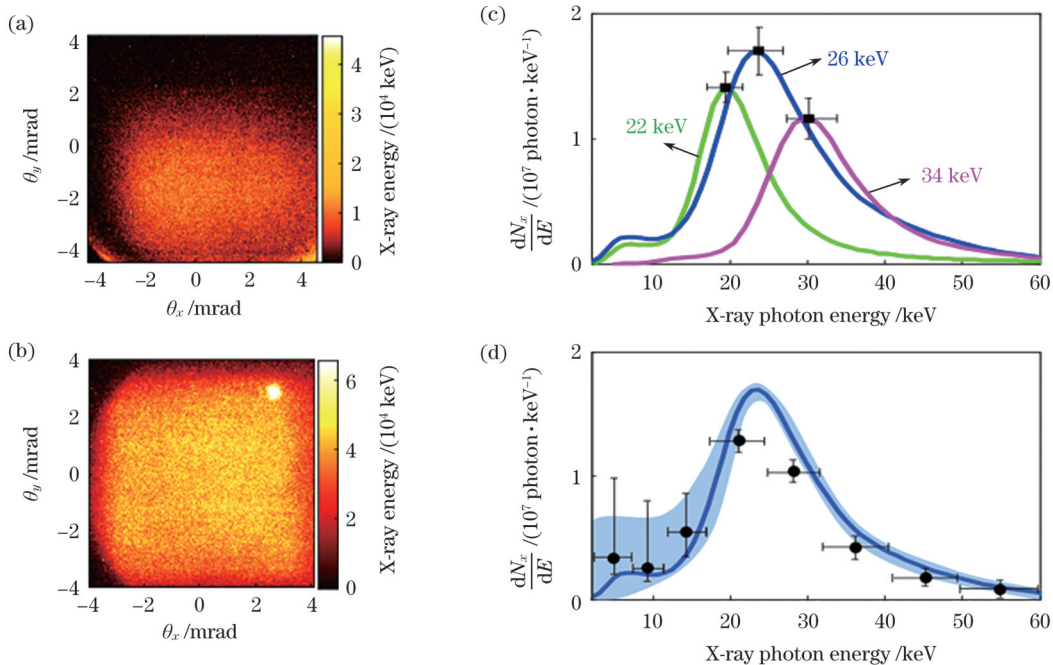 (a)
4
2
0
−2
−4
θy /mrad
−4
−2
0
2
4
θx /mrad
4
3
2
1
0
X-ray energy /(10⁴ keV)
(b)
4
2
0
−2
−4
θy /mrad
−4
−2
0
2
4
θx /mrad
6
4
2
0
X-ray energy /(10⁴ keV)
(c)
2
1
0
dNx/dE /(10⁷ photon·keV⁻¹)
22 keV
26 keV
34 keV
10 20 30 40 50 60
X-ray photon energy /keV
(d)
2
1
0
dNx/dE /(10⁷ photon·keV⁻¹)
10 20 30 40 50 60
X-ray photon energy /keV